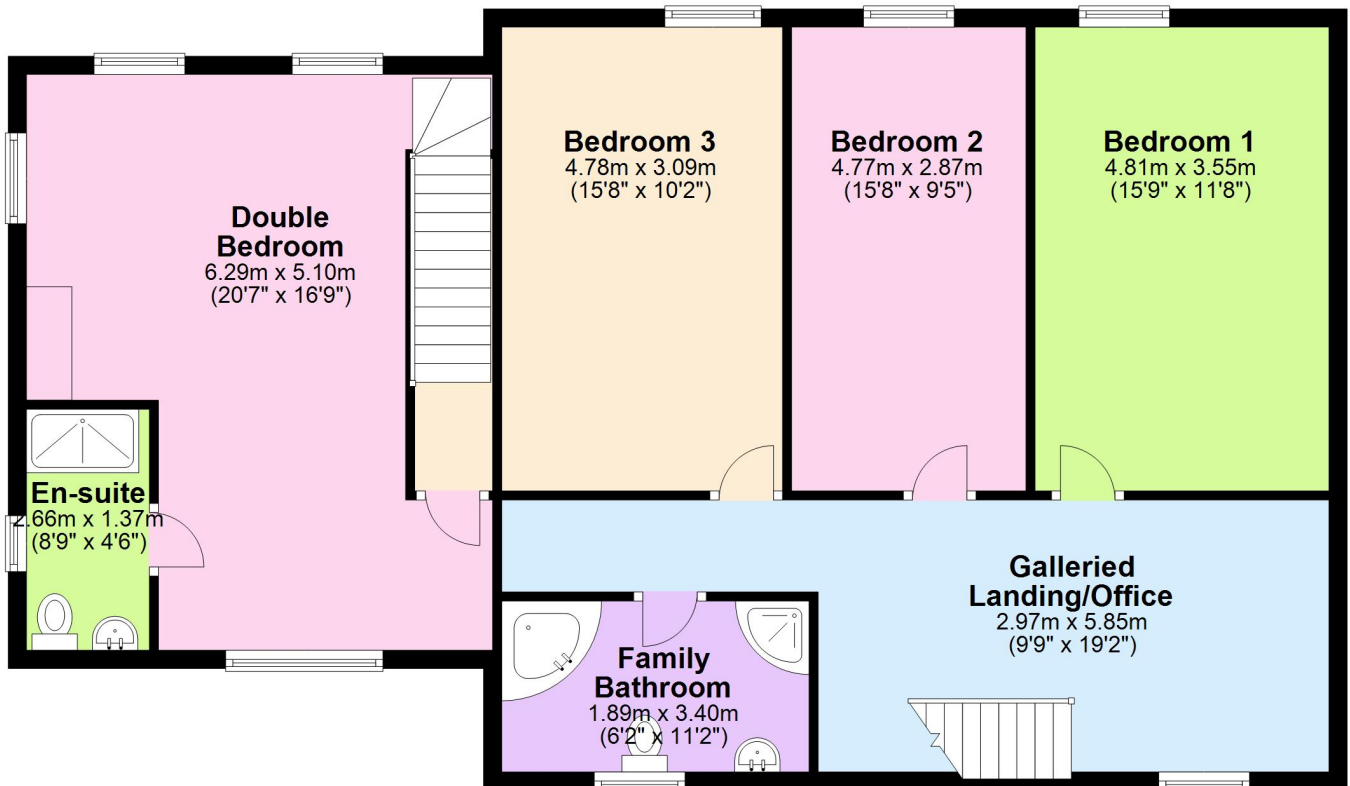 Double
Bedroom
6.29m x 5.10m
(20'7" x 16'9")
Bedroom 3
4.78m x 3.09m
(15'8" x 10'2")
Bedroom 2
4.77m x 2.87m
(15'8" x 9'5")
Bedroom 1
4.81m x 3.55m
(15'9" x 11'8")
En-suite
2.66m x 1.37m
(8'9" x 4'6")
Family
Bathroom
1.89m x 3.40m
(6'2" x 11'2")
Galleried
Landing/Office
2.97m x 5.85m
(9'9" x 19'2")